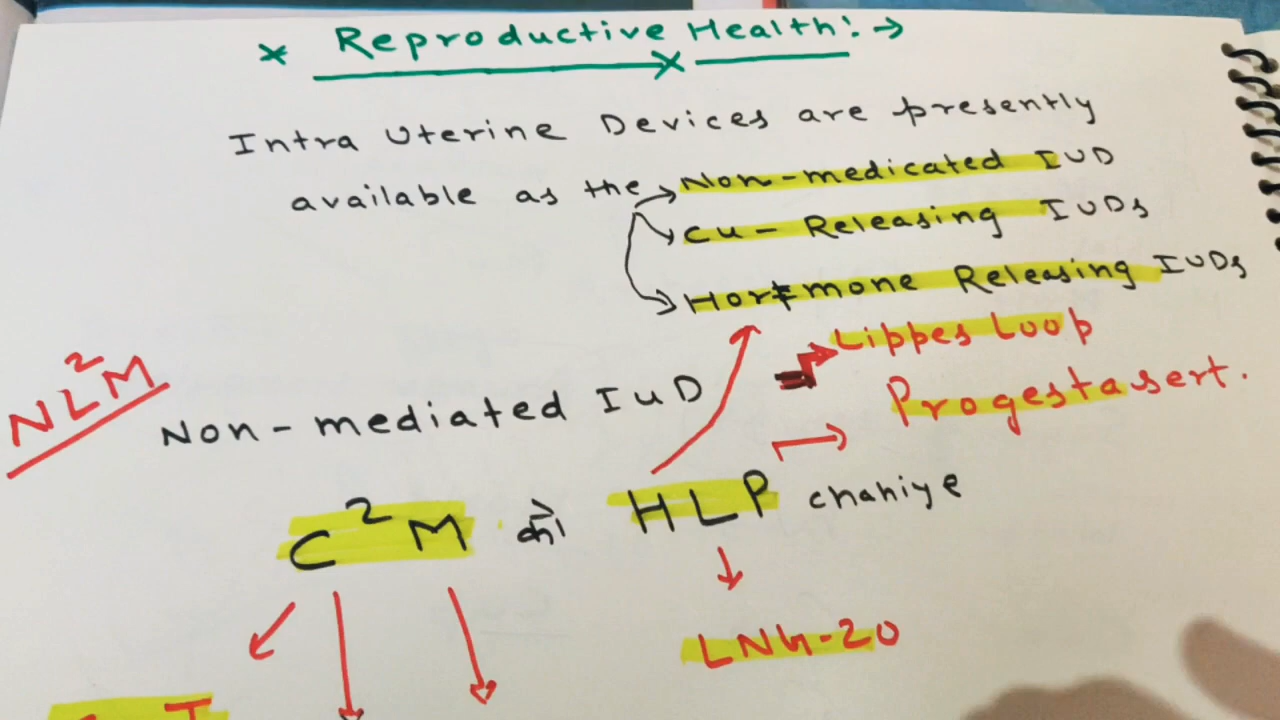 * Reproductive Health: →
Intra Uterine Devices are presently
available as the → Non-medicated IUD
Cu - Releasing IUDs
Hormone Releasing IUDs
→ Lippes Loop
NL²M
Non-mediated IUD
→ Progestasert.
C²M को HLP chahiye
LNG-20